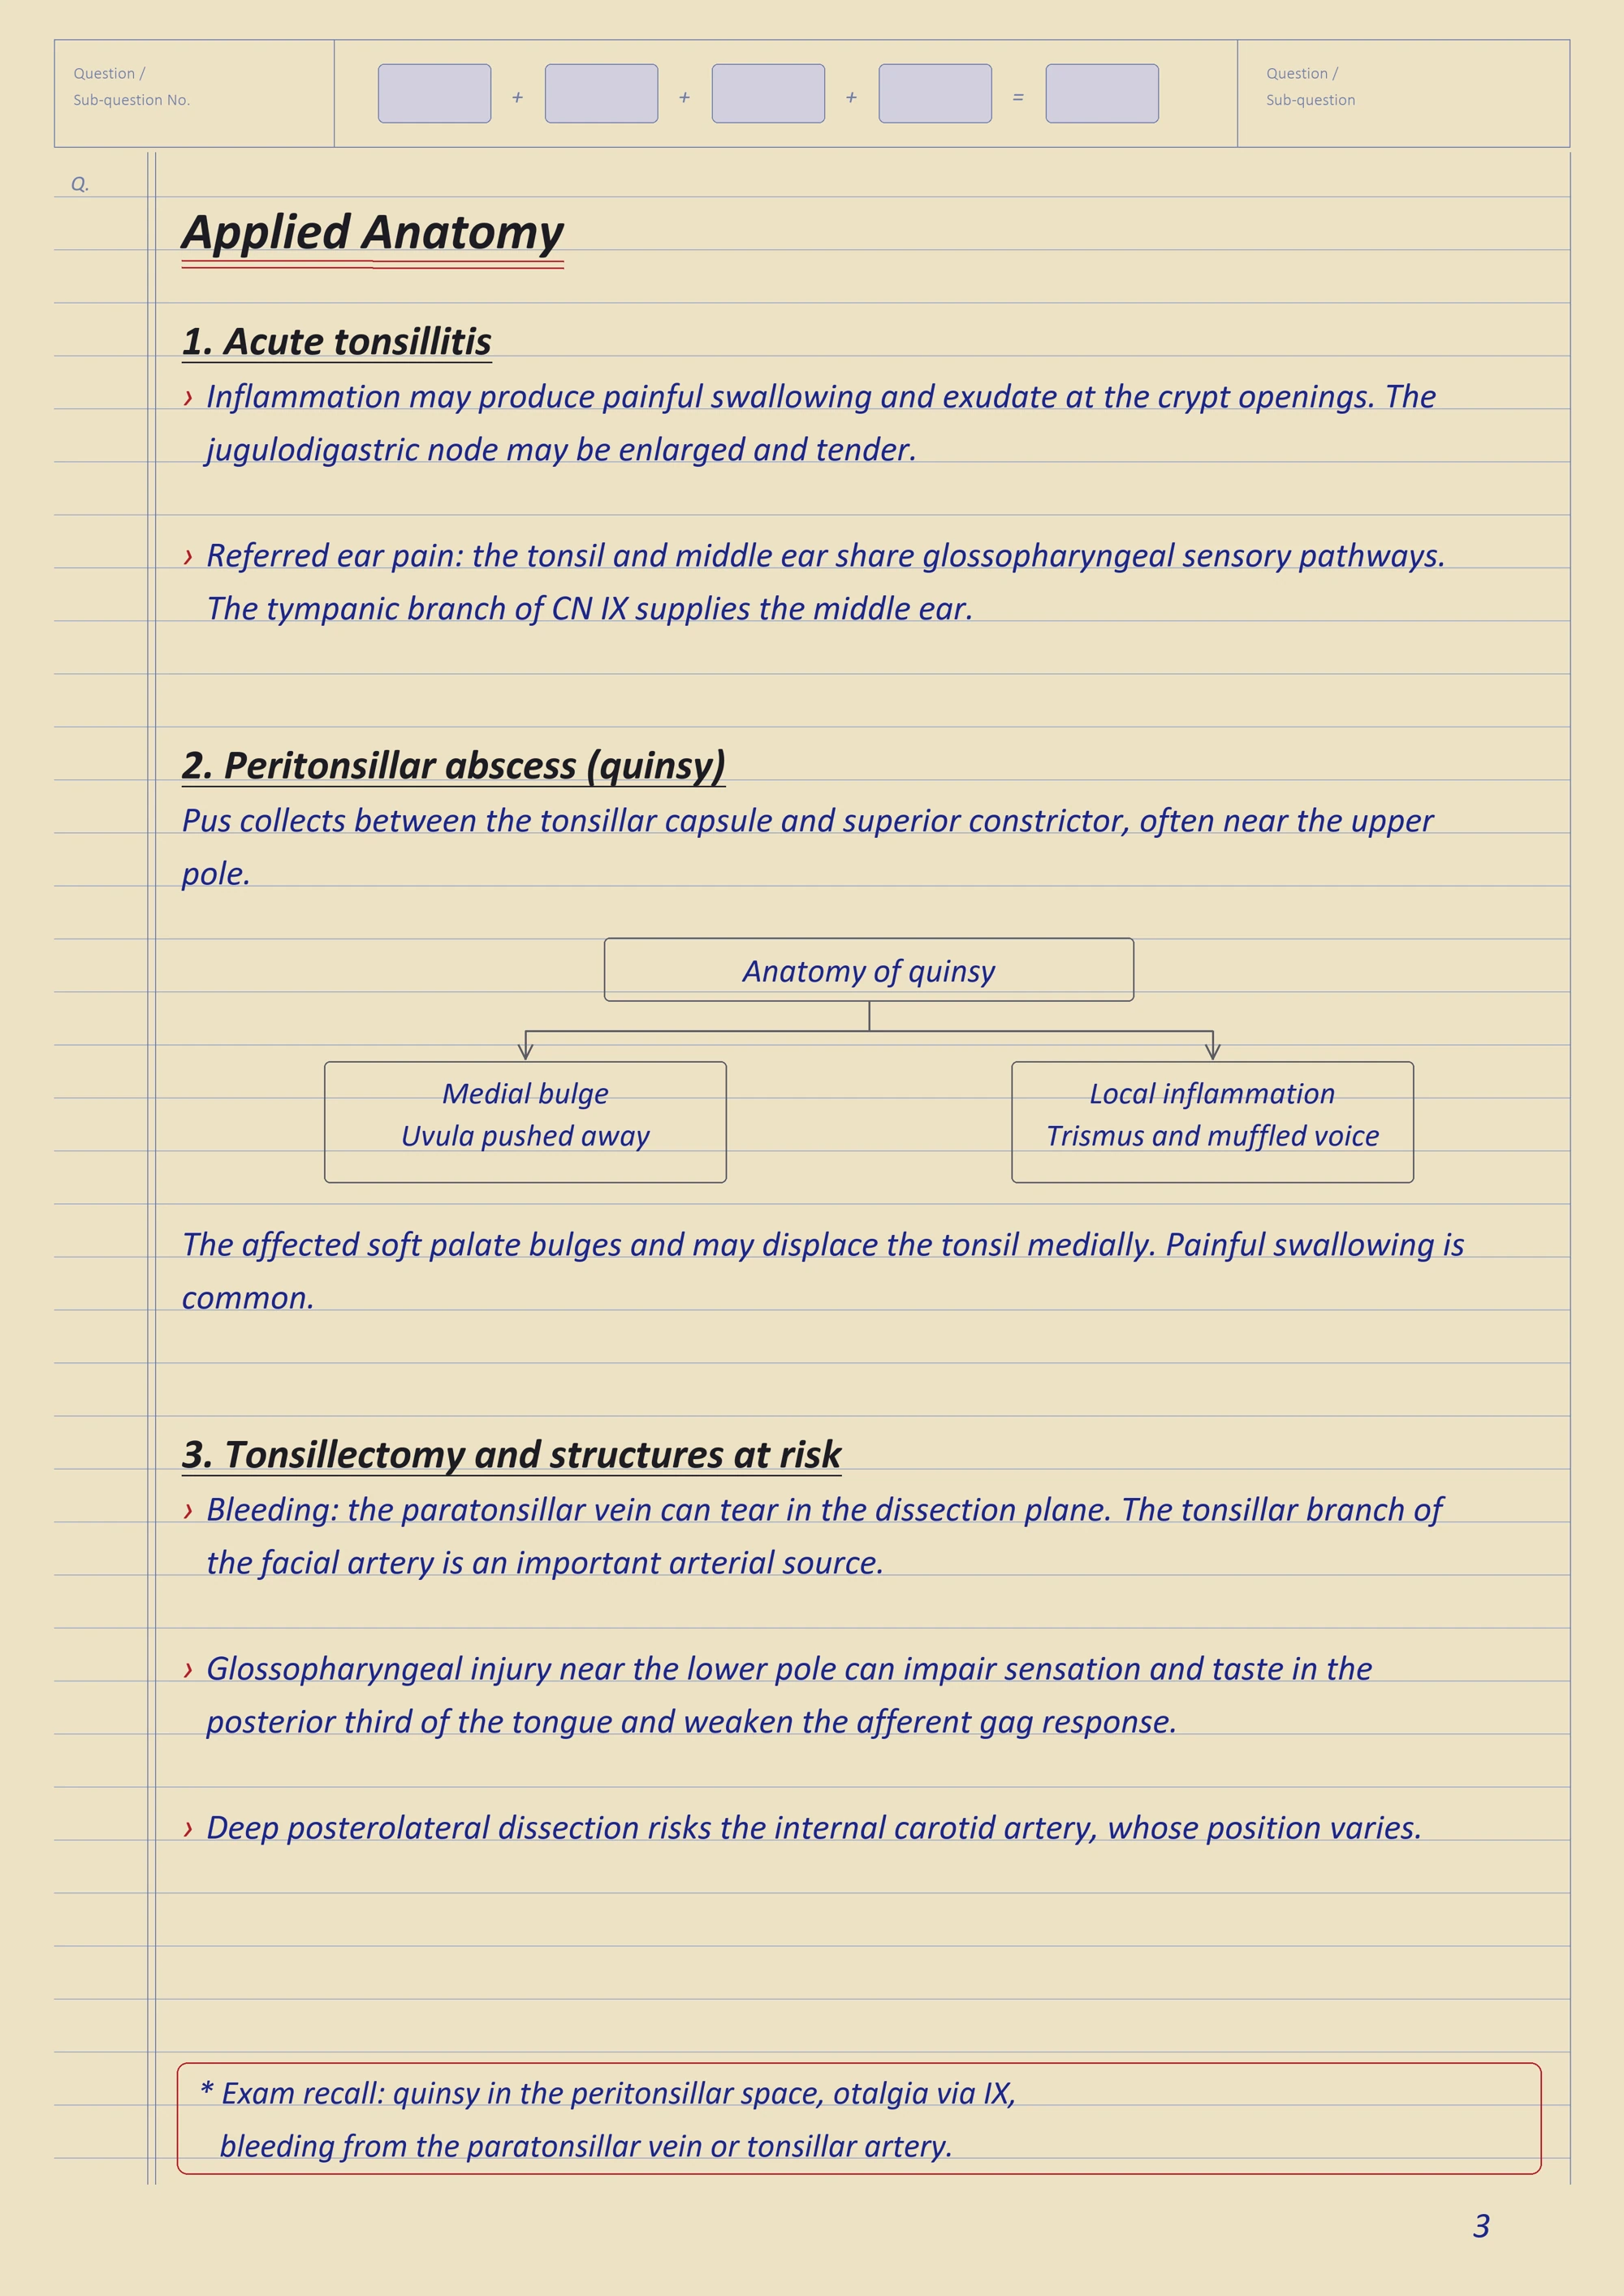 Question /
Sub-question No.
+ + + =
Question /
Sub-question
Q.
Applied Anatomy
1. Acute tonsillitis
› Inflammation may produce painful swallowing and exudate at the crypt openings. The
jugulodigastric node may be enlarged and tender.
› Referred ear pain: the tonsil and middle ear share glossopharyngeal sensory pathways.
The tympanic branch of CN IX supplies the middle ear.
2. Peritonsillar abscess (quinsy)
Pus collects between the tonsillar capsule and superior constrictor, often near the upper
pole.
Anatomy of quinsy
Medial bulge
Uvula pushed away
Local inflammation
Trismus and muffled voice
The affected soft palate bulges and may displace the tonsil medially. Painful swallowing is
common.
3. Tonsillectomy and structures at risk
› Bleeding: the paratonsillar vein can tear in the dissection plane. The tonsillar branch of
the facial artery is an important arterial source.
› Glossopharyngeal injury near the lower pole can impair sensation and taste in the
posterior third of the tongue and weaken the afferent gag response.
› Deep posterolateral dissection risks the internal carotid artery, whose position varies.
* Exam recall: quinsy in the peritonsillar space, otalgia via IX,
bleeding from the paratonsillar vein or tonsillar artery.
3